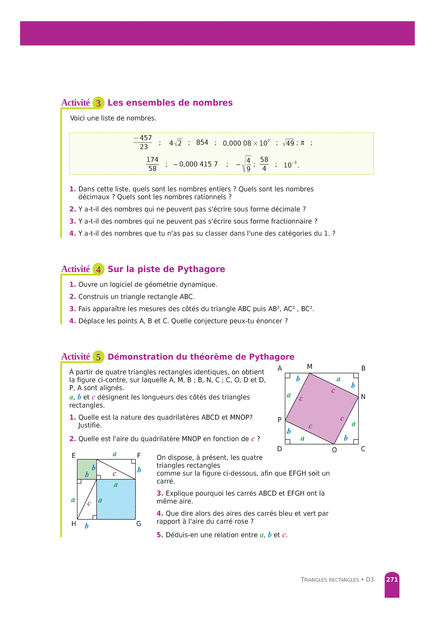 Activité 3 Les ensembles de nombres
Voici une liste de nombres.
−457/23 ; 4√2 ; 854 ; 0,000 08 × 10⁷ ; √49 ; π ;
174/58 ; −0,000 415 7 ; −√(4/9) ; 58/4 ; 10⁻³.
1. Dans cette liste, quels sont les nombres entiers ? Quels sont les nombres
décimaux ? Quels sont les nombres rationnels ?
2. Y a-t-il des nombres qui ne peuvent pas s'écrire sous forme décimale ?
3. Y a-t-il des nombres qui ne peuvent pas s'écrire sous forme fractionnaire ?
4. Y a-t-il des nombres que tu n'as pas su classer dans l'une des catégories du 1. ?
Activité 4 Sur la piste de Pythagore
1. Ouvre un logiciel de géométrie dynamique.
2. Construis un triangle rectangle ABC.
3. Fais apparaître les mesures des côtés du triangle ABC puis AB², AC² , BC².
4. Déplace les points A, B et C. Quelle conjecture peux-tu énoncer ?
Activité 5 Démonstration du théorème de Pythagore
À partir de quatre triangles rectangles identiques, on obtient
la figure ci-contre, sur laquelle A, M, B ; B, N, C ; C, O, D et D,
P, A sont alignés.
a, b et c désignent les longueurs des côtés des triangles
rectangles.
1. Quelle est la nature des quadrilatères ABCD et MNOP?
Justifie.
2. Quelle est l'aire du quadrilatère MNOP en fonction de c ?
A M B
b a
a c c b
N
P
c c a
b
a b
D O C
E a F
b c b
b
a
a c a
H b G
On dispose, à présent, les quatre
triangles rectangles
comme sur la figure ci-dessous, afin que EFGH soit un
carré.
3. Explique pourquoi les carrés ABCD et EFGH ont la
même aire.
4. Que dire alors des aires des carrés bleu et vert par
rapport à l'aire du carré rose ?
5. Déduis-en une relation entre a, b et c.
TRIANGLES RECTANGLES • D3 271